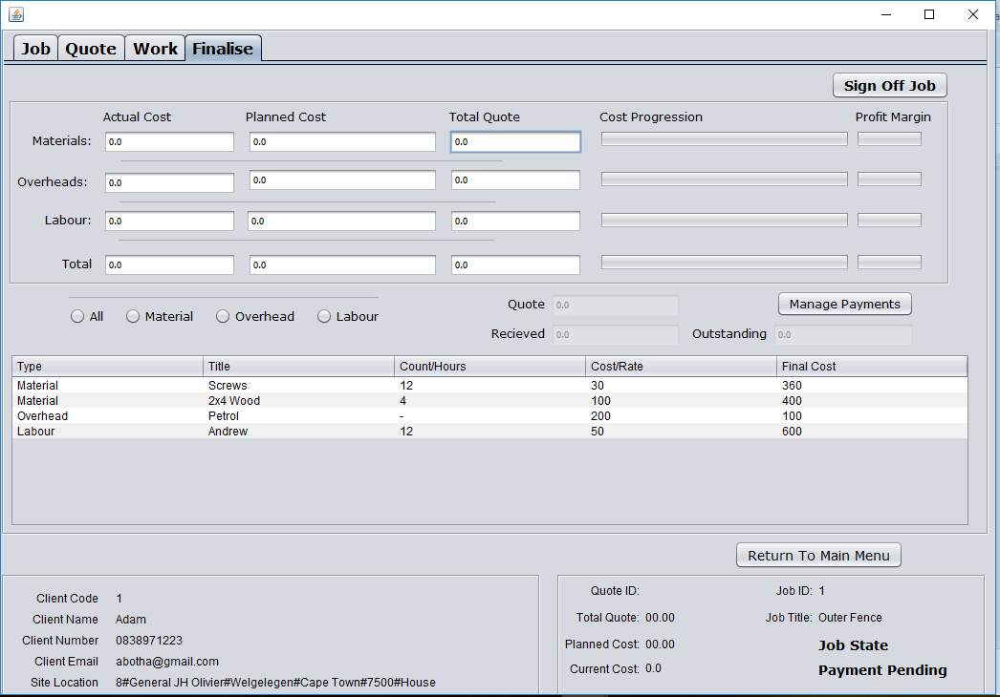 Job Quote Work Finalise
Sign Off Job
Actual Cost Planned Cost Total Quote Cost Progression Profit Margin
Materials: 0.0 0.0 0.0
Overheads: 0.0 0.0 0.0
Labour: 0.0 0.0 0.0
Total 0.0 0.0 0.0
All Material Overhead Labour
Quote 0.0 Manage Payments
Recieved 0.0 Outstanding 0.0
Type Title Count/Hours Cost/Rate Final Cost
Material Screws 12 30 360
Material 2x4 Wood 4 100 400
Overhead Petrol - 200 100
Labour Andrew 12 50 600
Return To Main Menu
Client Code 1
Client Name Adam
Client Number 0838971223
Client Email abotha@gmail.com
Site Location 8#General JH Olivier#Welgelegen#Cape Town#7500#House
Quote ID: Job ID: 1
Total Quote: 00.00 Job Title: Outer Fence
Planned Cost: 00.00 Job State
Current Cost: 0.0 Payment Pending